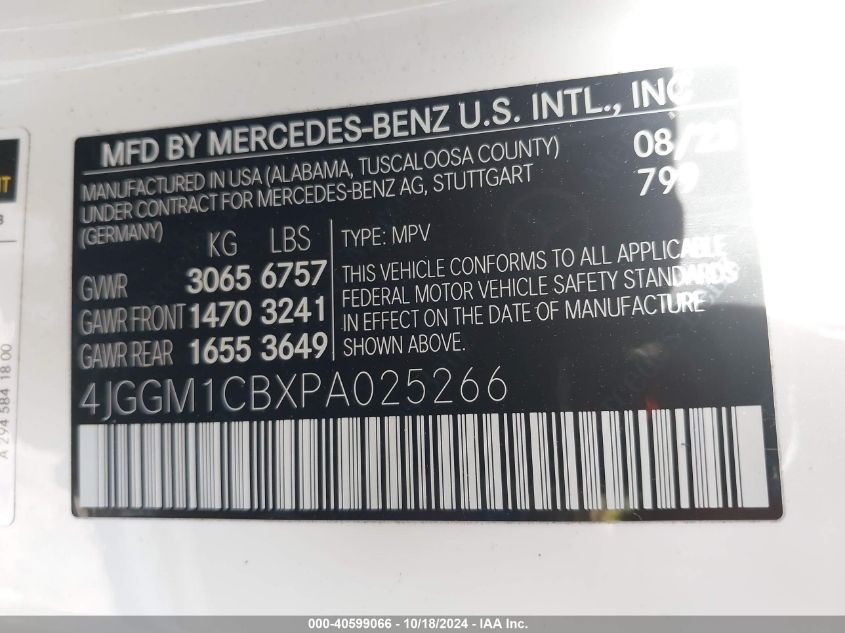 MFD BY MERCEDES-BENZ U.S. INTL., INC
MANUFACTURED IN USA (ALABAMA, TUSCALOOSA COUNTY)
UNDER CONTRACT FOR MERCEDES-BENZ AG, STUTTGART
(GERMANY)
08/23
799
KG LBS
GVWR 3065 6757
GAWR FRONT 1470 3241
GAWR REAR 1655 3649
TYPE: MPV
THIS VEHICLE CONFORMS TO ALL APPLICABLE
FEDERAL MOTOR VEHICLE SAFETY STANDARDS
IN EFFECT ON THE DATE OF MANUFACTURE
SHOWN ABOVE.
4JGGM1CBXPA025266
A 294 584 18 00
000-40599066 - 10/18/2024 - IAA Inc.